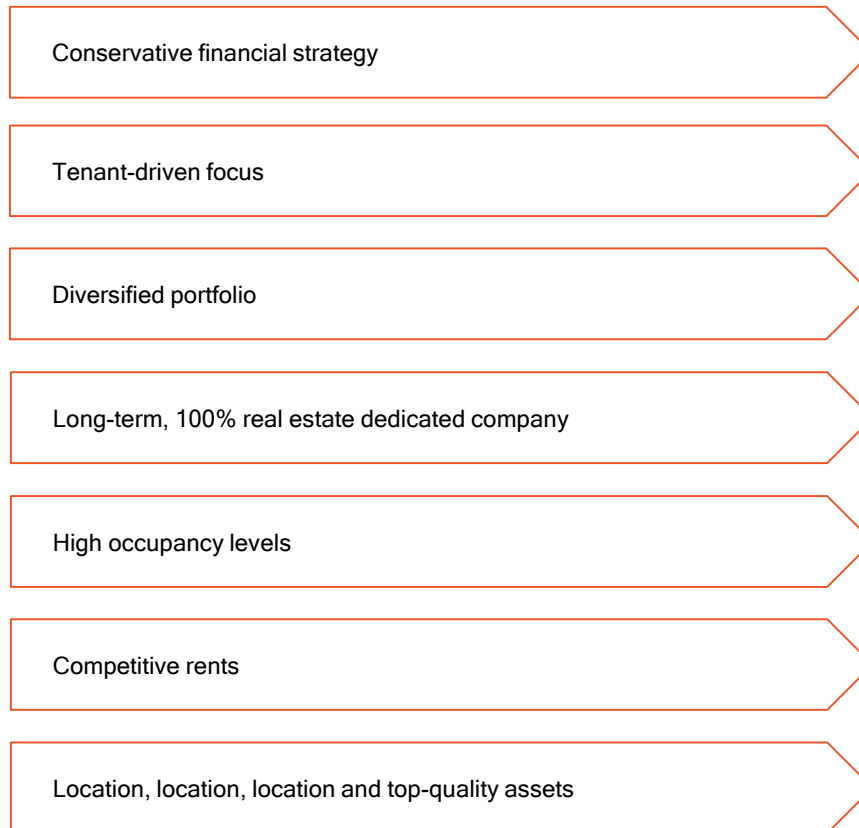 Conservative financial strategy
Tenant-driven focus
Diversified portfolio
Long-term, 100% real estate dedicated company
High occupancy levels
Competitive rents
Location, location, location and top-quality assets